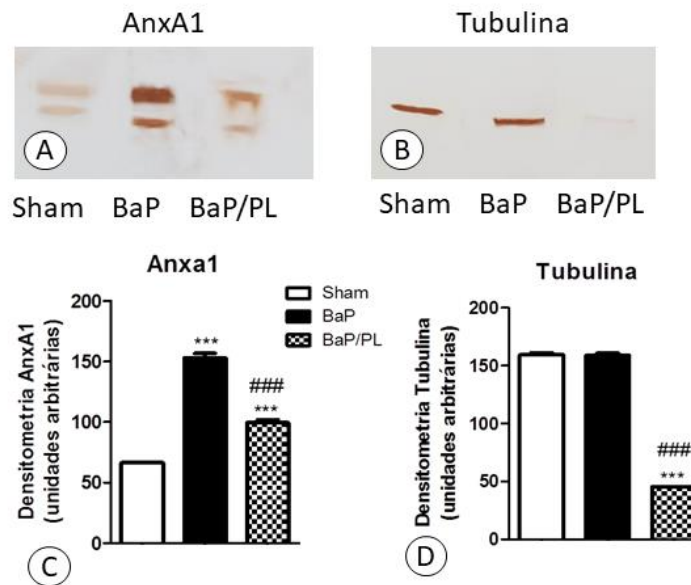 AnxA1
Tubulina
A
B
Sham BaP BaP/PL
Sham BaP BaP/PL
Anxa1
Sham
BaP
BaP/PL
Densitometria AnxA1
(unidades arbitrárias)
200
150
100
50
0
***
###
***
C
Tubulina
Densitometria Tubulina
(unidades arbitrárias)
200
150
100
50
0
###
***
D